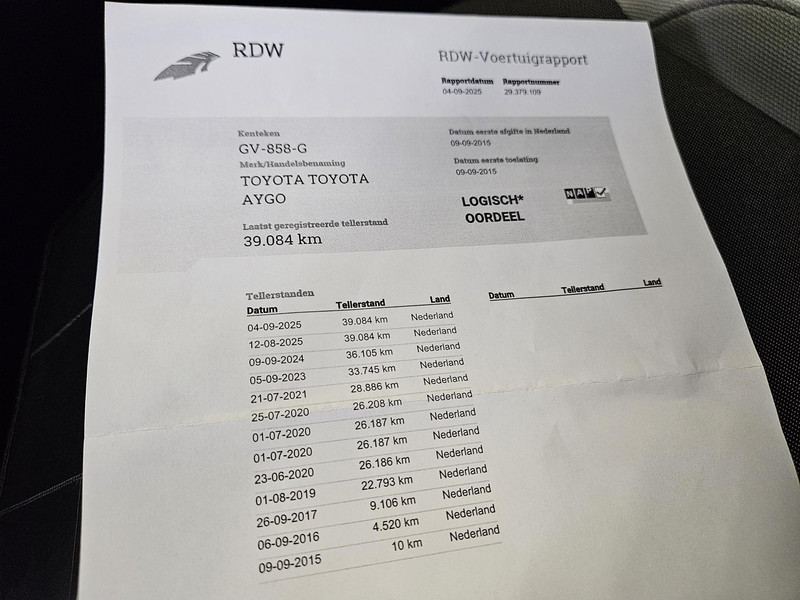 RDW
RDW-Voertuigrapport
Rapportdatum Rapportnummer
04-09-2025 29.379.109
Kenteken
GV-858-G
Merk/Handelsbenaming
TOYOTA TOYOTA
AYGO
Laatst geregistreerde tellerstand
39.084 km
Datum eerste afgifte in Nederland
09-09-2015
Datum eerste toelating
09-09-2015
LOGISCH*
OORDEEL
NAP
Tellerstanden
Datum Tellerstand Land
04-09-2025 39.084 km Nederland
12-08-2025 39.084 km Nederland
09-09-2024 36.105 km Nederland
05-09-2023 33.745 km Nederland
21-07-2021 28.886 km Nederland
25-07-2020 26.208 km Nederland
01-07-2020 26.187 km Nederland
01-07-2020 26.187 km Nederland
23-06-2020 26.186 km Nederland
01-08-2019 22.793 km Nederland
26-09-2017 9.106 km Nederland
06-09-2016 4.520 km Nederland
09-09-2015 10 km Nederland
Datum Tellerstand Land